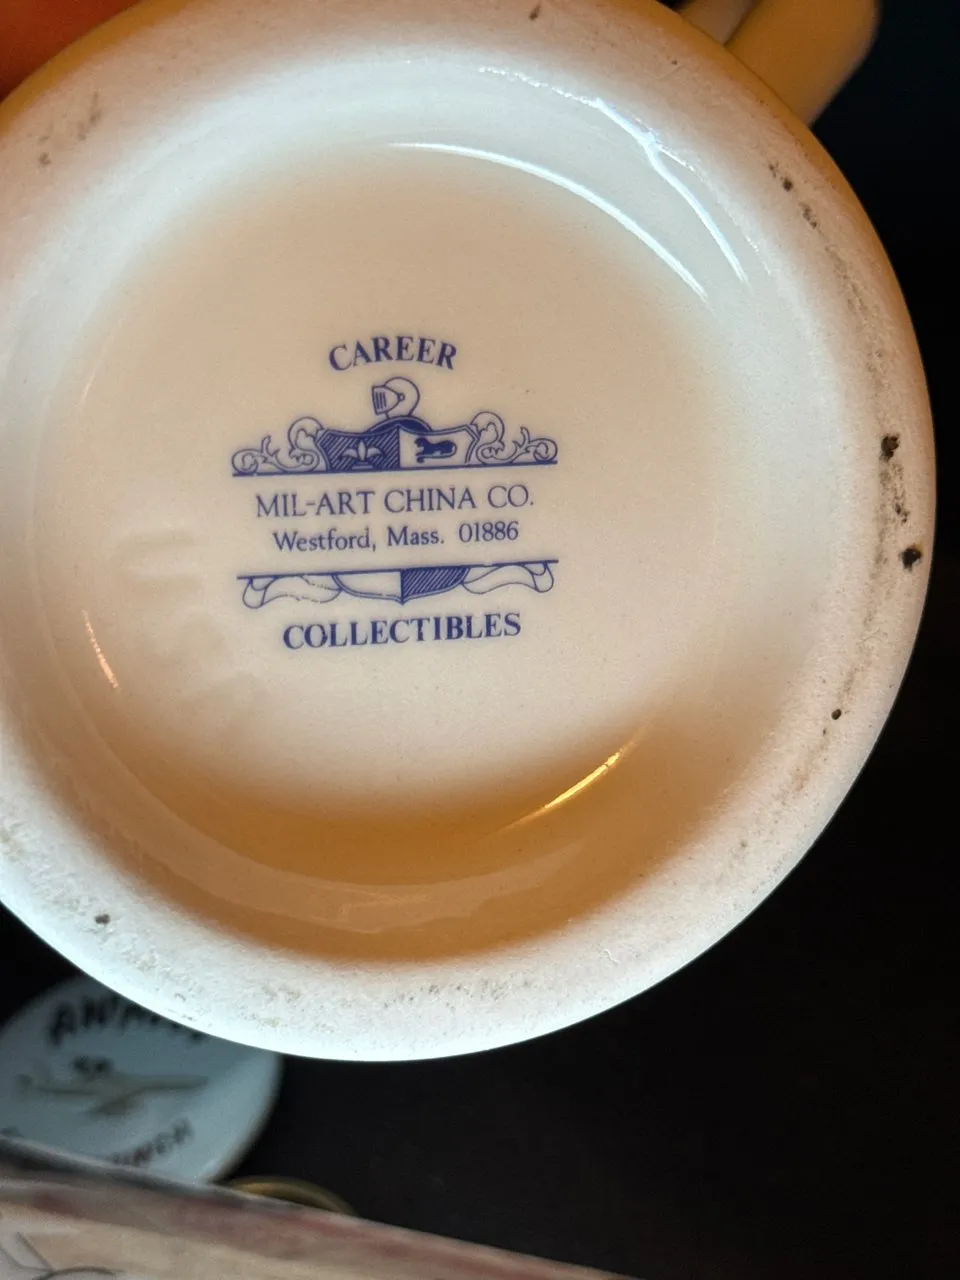 CAREER
MIL-ART CHINA CO.
Westford, Mass. 01886
COLLECTIBLES